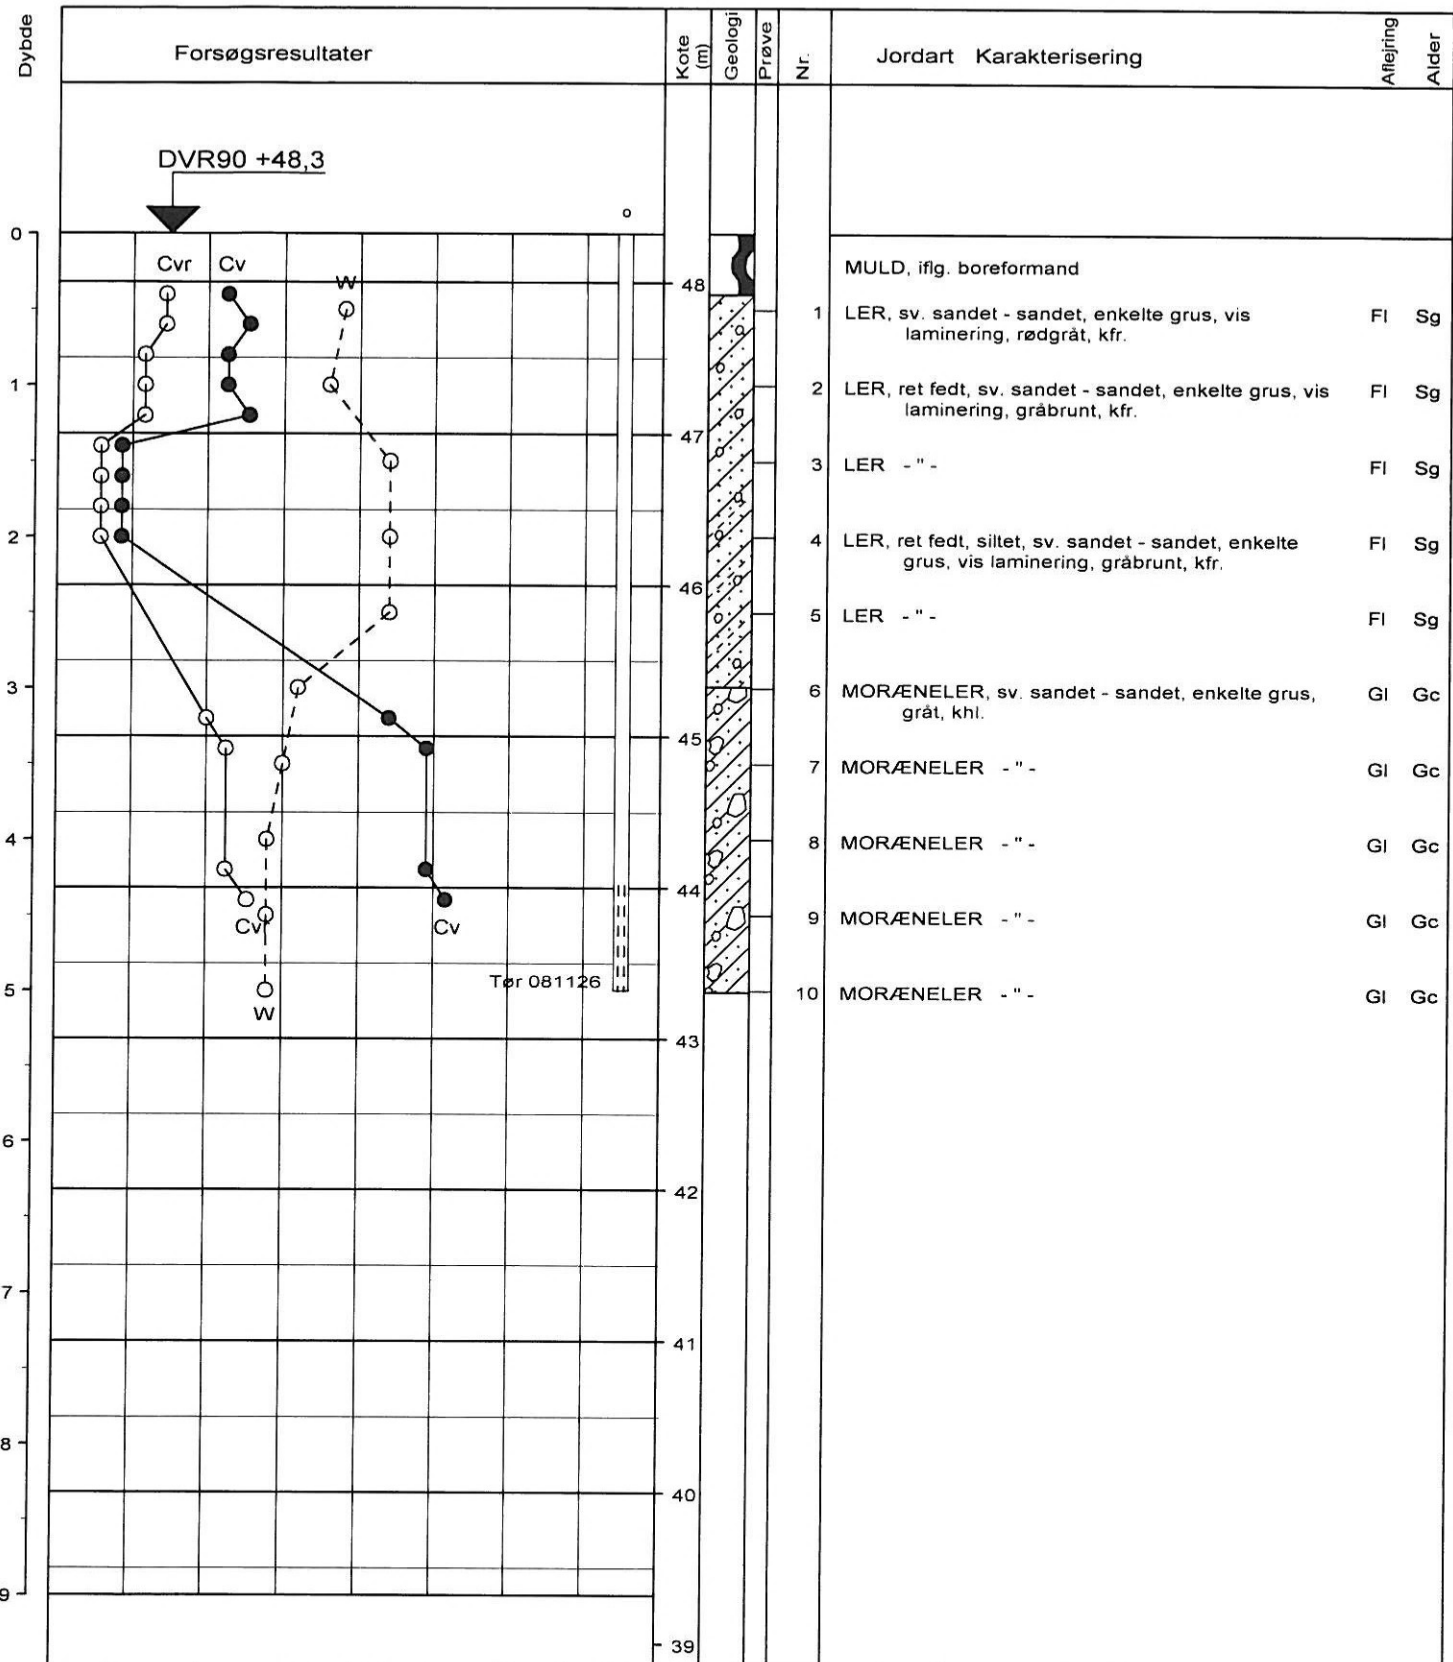 Dybde
Forsøgsresultater
Kote (m)
Geologi
Prøve
Nr.
Jordart Karakterisering
Aflejring
Alder
DVR90 +48,3
0
Cvr Cv
W
48
MULD, iflg. boreformand
1 LER, sv. sandet - sandet, enkelte grus, vis Fl Sg
laminering, rødgråt, kfr.
1
2 LER, ret fedt, sv. sandet - sandet, enkelte grus, vis Fl Sg
laminering, gråbrunt, kfr.
47
3 LER - " - Fl Sg
2
4 LER, ret fedt, siltet, sv. sandet - sandet, enkelte Fl Sg
grus, vis laminering, gråbrunt, kfr.
46
5 LER - " - Fl Sg
3
6 MORÆNELER, sv. sandet - sandet, enkelte grus, Gl Gc
gråt, khl.
45
7 MORÆNELER - " - Gl Gc
4
8 MORÆNELER - " - Gl Gc
44
9 MORÆNELER - " - Gl Gc
Cvr Cv
Tør 081126
5
10 MORÆNELER - " - Gl Gc
W
43
6
42
7
41
8
40
9
39